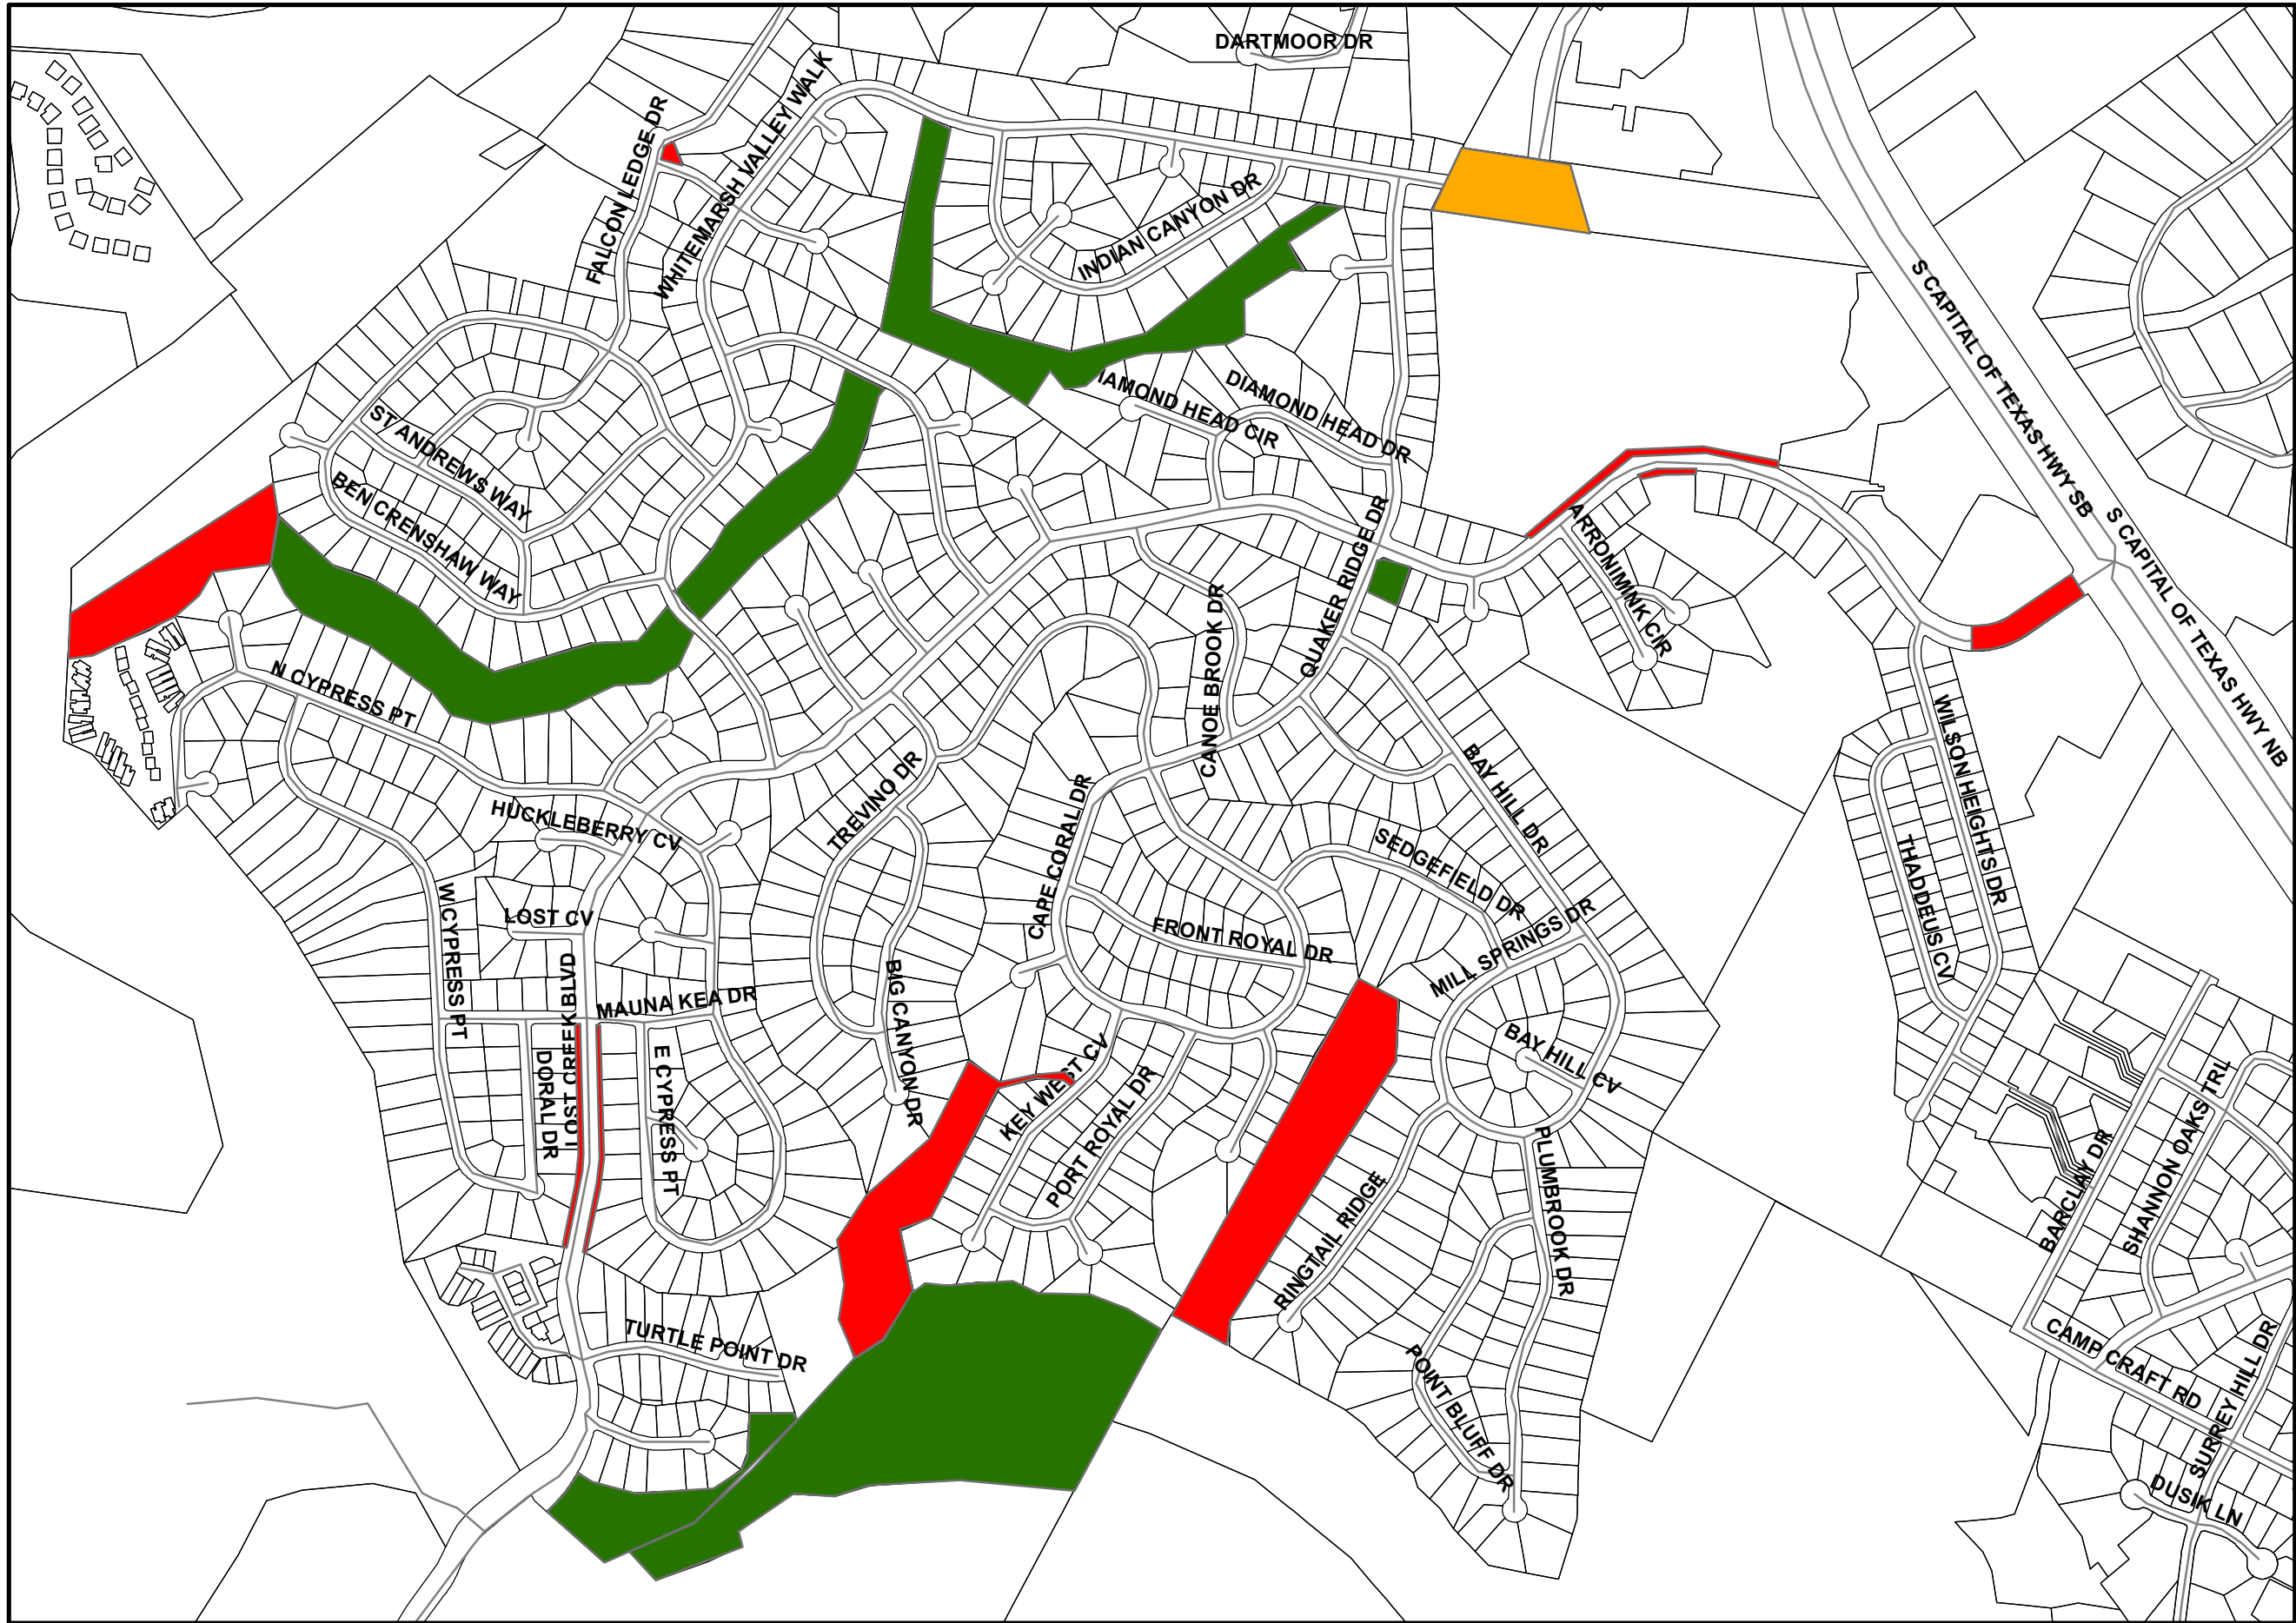 DARTMOOR DR
FALCON LEDGE DR
WHITEMARSH VALLEY WALK
INDIAN CANYON DR
S CAPITAL OF TEXAS HWY SB
S CAPITAL OF TEXAS HWY NB
IAMOND HEAD CIR
DIAMOND HEAD DR
ST ANDREWS WAY
BEN CRENSHAW WAY
QUAKER RIDGE DR
ARRONIMINK CIR
CANOE BROOK DR
N CYPRESS PT
WILSON HEIGHTS DR
TREVINO DR
BAY HILL DR
HUCKLEBERRY CV
CAPE CORAL DR
SEDGEFIELD DR
THADDEUS CV
W CYPRESS PT
LOST CV
FRONT ROYAL DR
MILL SPRINGS DR
LOST CREEK BLVD
MAUNA KEA DR
BIG CANYON DR
DORAL DR
E CYPRESS PT
KEY WEST CV
BAY HILL CV
PORT ROYAL DR
PLUMBROOK DR
RINGTAIL RIDGE
BARCLAY DR
SHANNON OAKS TRL
TURTLE POINT DR
POINT BLUFF DR
CAMP CRAFT RD
SURREY HILL DR
DUSIK LN